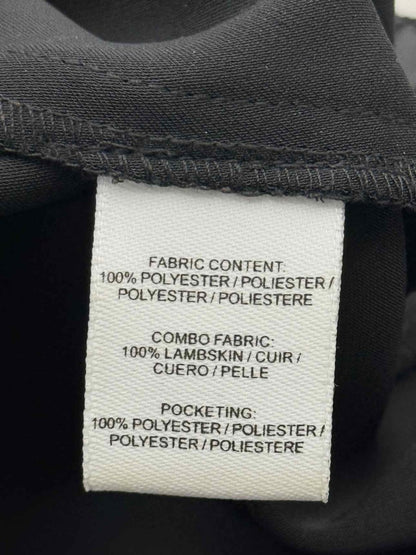 FABRIC CONTENT:
100% POLYESTER / POLIESTER /
POLYESTER / POLIESTERE
COMBO FABRIC:
100% LAMBSKIN / CUIR /
CUERO / PELLE
POCKETING:
100% POLYESTER / POLIESTER /
POLYESTER / POLIESTERE